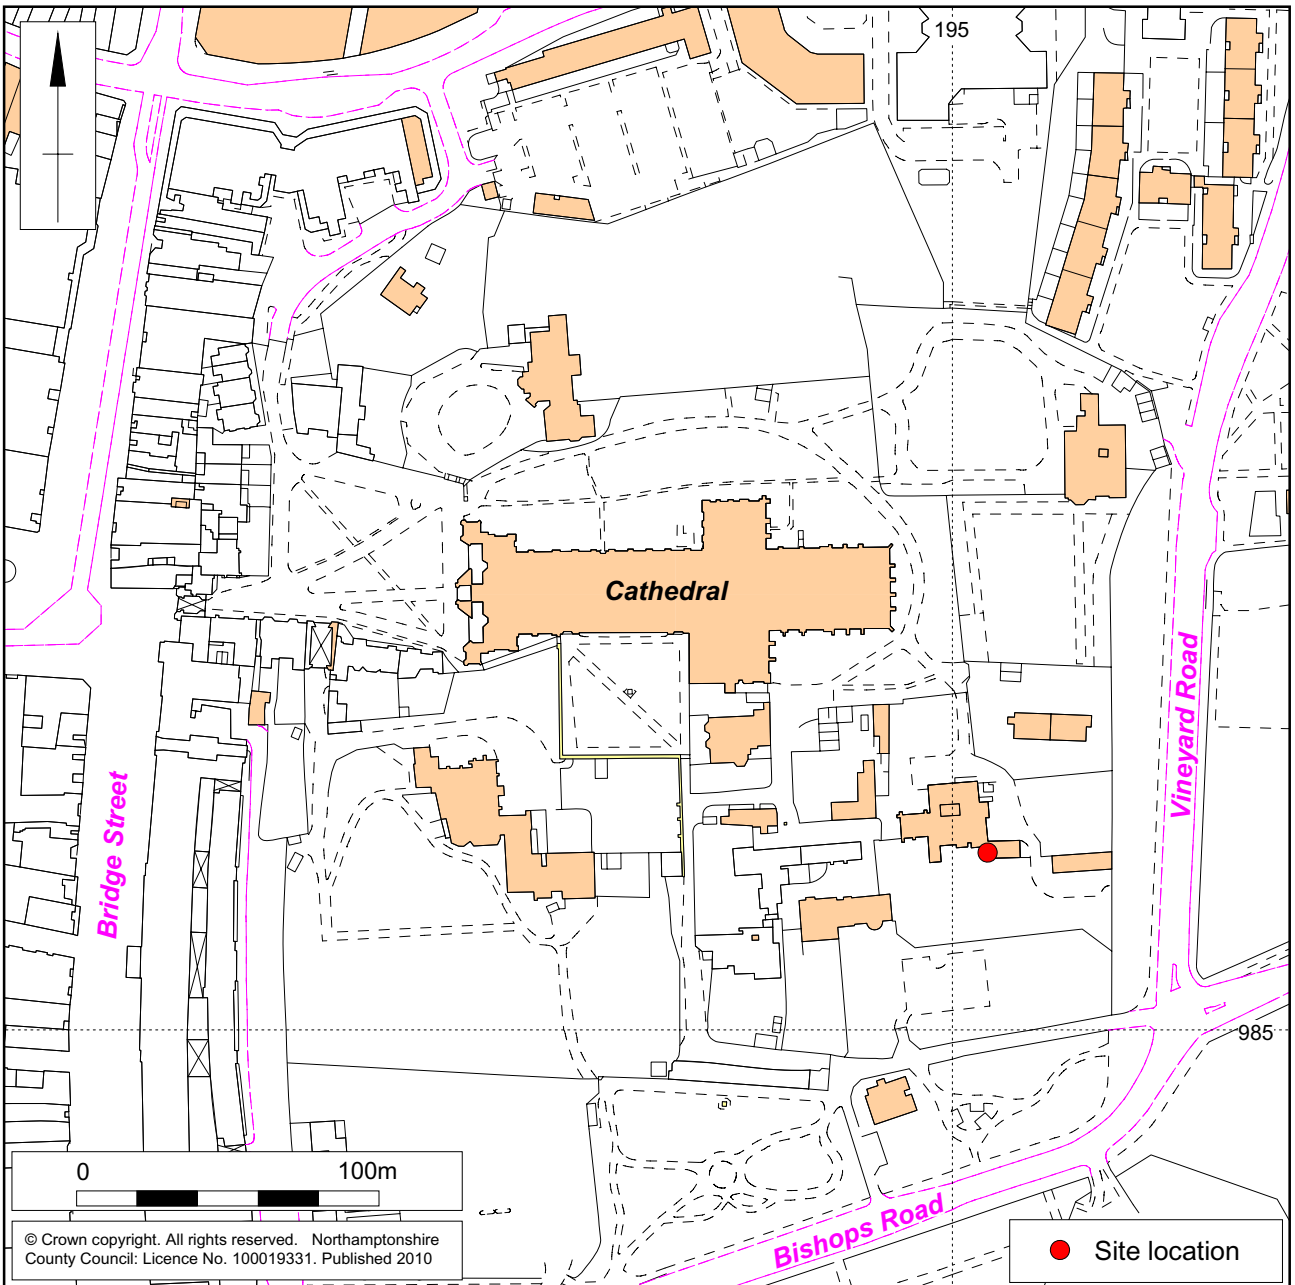 195
Cathedral
Vineyard Road
Bridge Street
985
0 100m
Bishops Road
© Crown copyright. All rights reserved. Northamptonshire
County Council: Licence No. 100019331. Published 2010
Site location